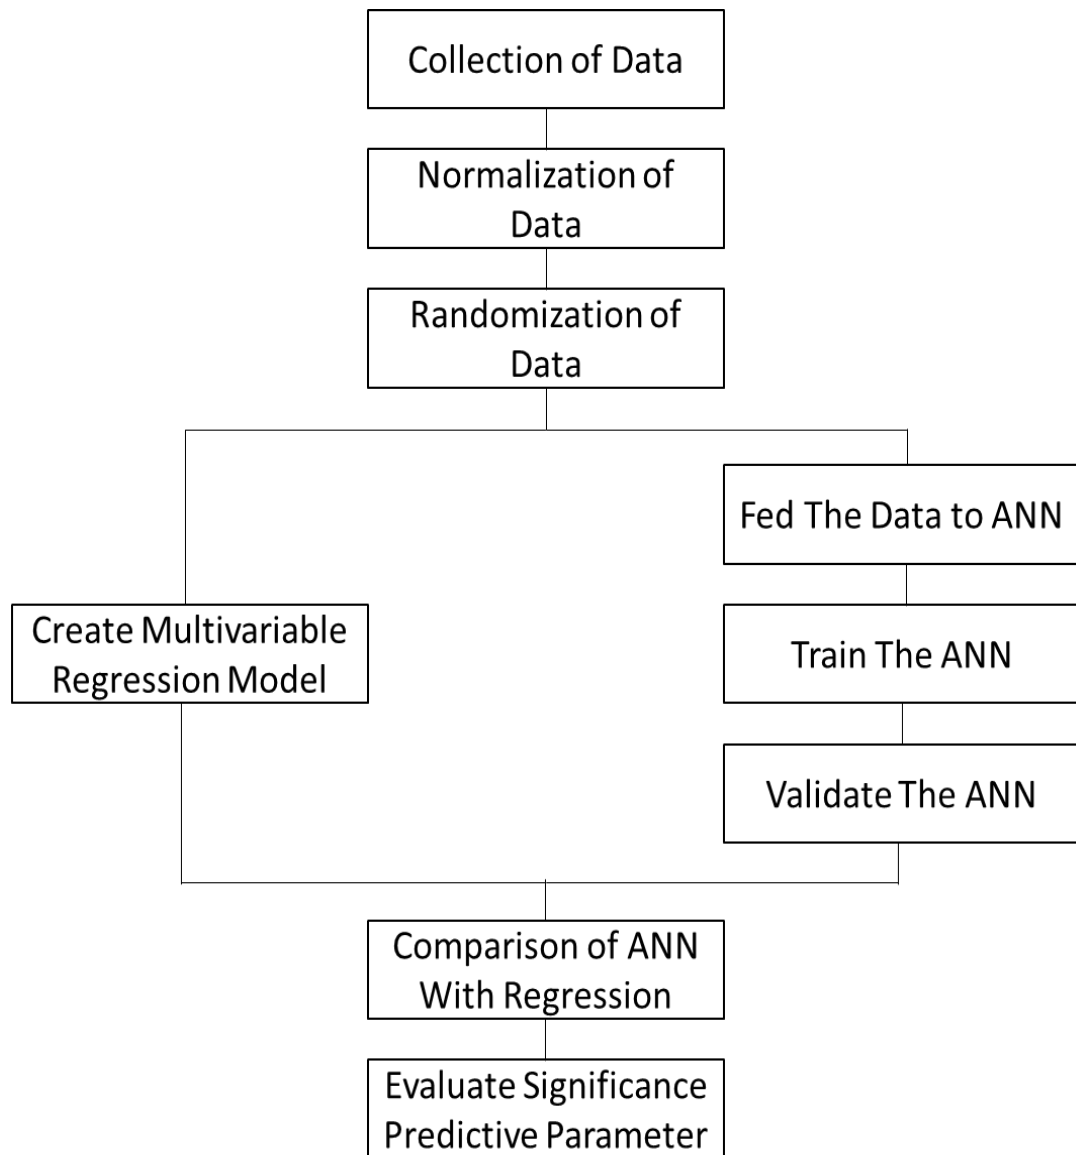 Collection of Data
Normalization of
Data
Randomization of
Data
Fed The Data to ANN
Create Multivariable
Regression Model
Train The ANN
Validate The ANN
Comparison of ANN
With Regression
Evaluate Significance
Predictive Parameter